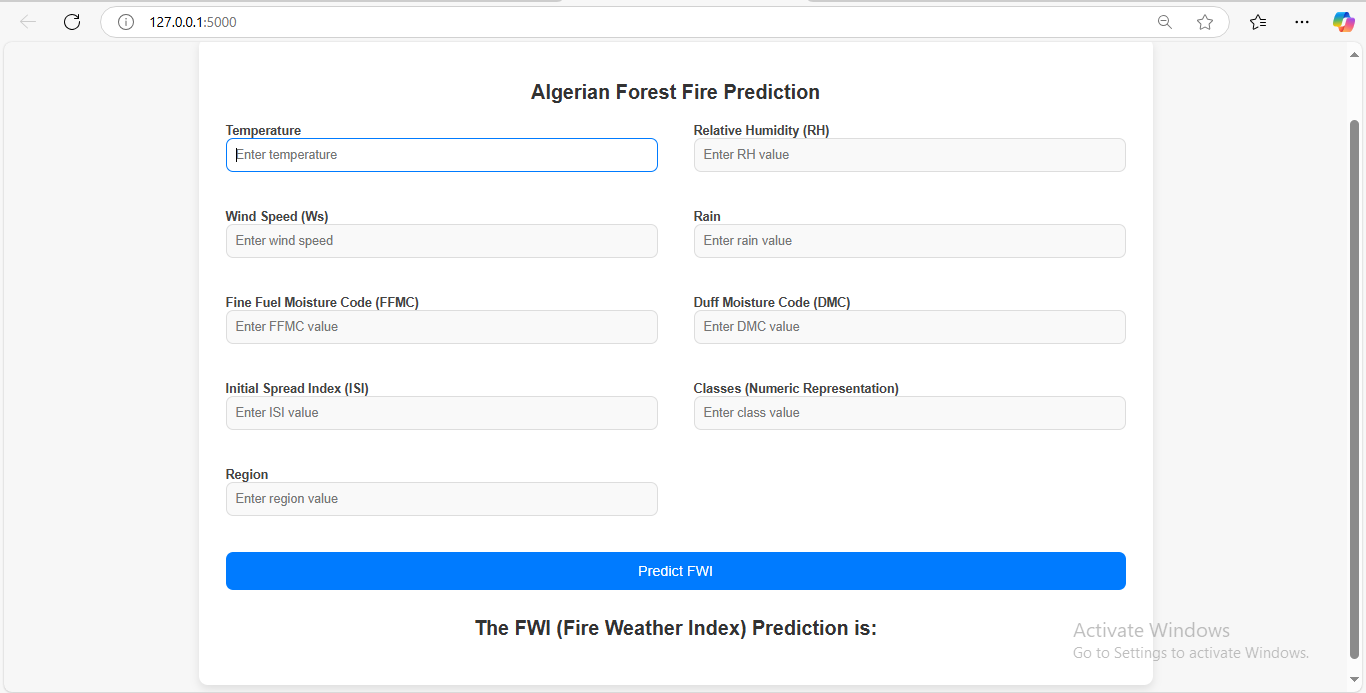 127.0.0.1:5000
Algerian Forest Fire Prediction
Temperature
Enter temperature
Relative Humidity (RH)
Enter RH value
Wind Speed (Ws)
Enter wind speed
Rain
Enter rain value
Fine Fuel Moisture Code (FFMC)
Enter FFMC value
Duff Moisture Code (DMC)
Enter DMC value
Initial Spread Index (ISI)
Enter ISI value
Classes (Numeric Representation)
Enter class value
Region
Enter region value
Predict FWI
The FWI (Fire Weather Index) Prediction is:
Activate Windows
Go to Settings to activate Windows.